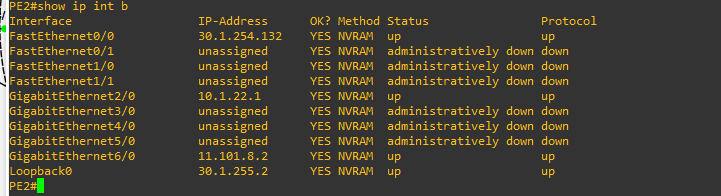 PE2#show ip int b
Interface IP-Address OK? Method Status Protocol
FastEthernet0/0 30.1.254.132 YES NVRAM up up
FastEthernet0/1 unassigned YES NVRAM administratively down down
FastEthernet1/0 unassigned YES NVRAM administratively down down
FastEthernet1/1 unassigned YES NVRAM administratively down down
GigabitEthernet2/0 10.1.22.1 YES NVRAM up up
GigabitEthernet3/0 unassigned YES NVRAM administratively down down
GigabitEthernet4/0 unassigned YES NVRAM administratively down down
GigabitEthernet5/0 unassigned YES NVRAM administratively down down
GigabitEthernet6/0 11.101.8.2 YES NVRAM up up
Loopback0 30.1.255.2 YES NVRAM up up
PE2#